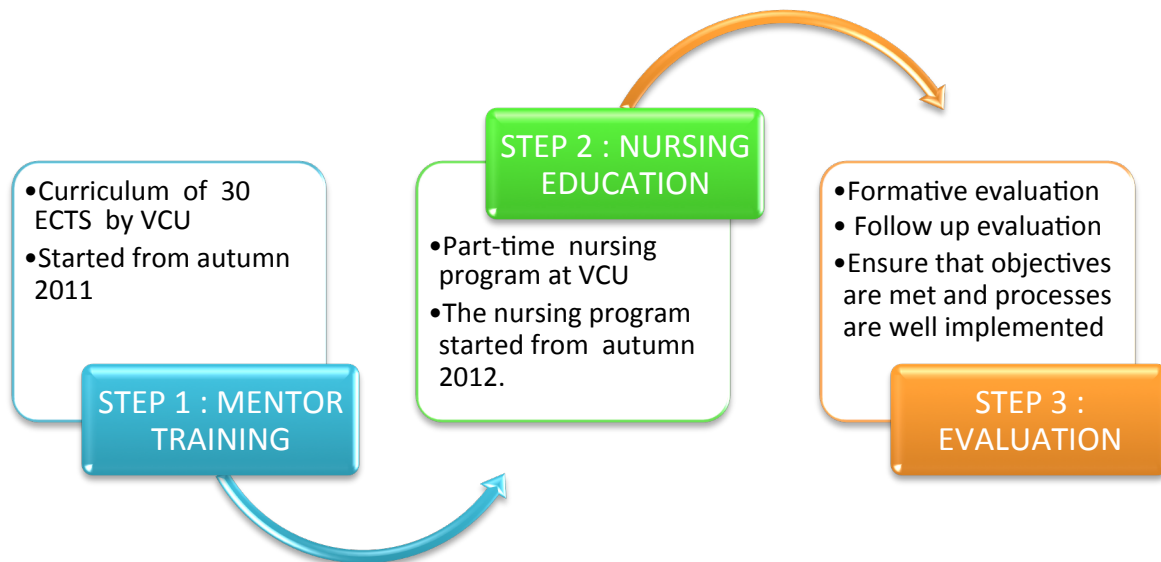 •Curriculum of 30
ECTS by VCU
•Started from autumn
2011
STEP 1 : MENTOR
TRAINING
STEP 2 : NURSING
EDUCATION
•Part-time nursing
program at VCU
•The nursing program
started from autumn
2012.
•Formative evaluation
• Follow up evaluation
•Ensure that objectives
are met and processes
are well implemented
STEP 3 :
EVALUATION